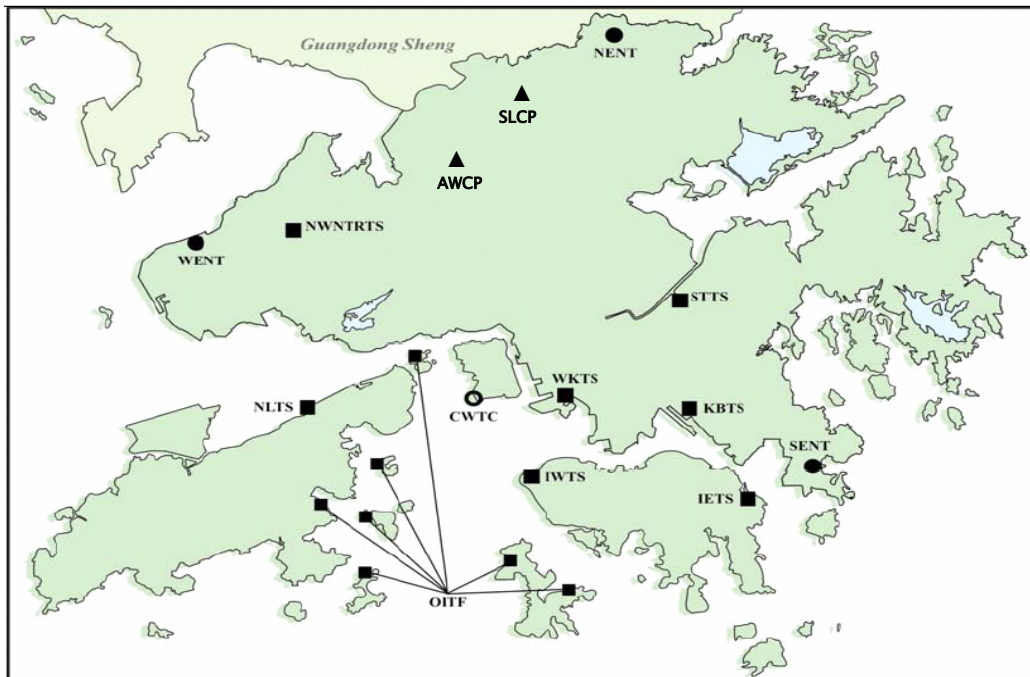 Guangdong Sheng
NENT
SLCP
AWCP
NWNTRTS
WENT
STTS
WKTS
NLTS
CWTC
KBTS
SENT
IWTS
IETS
OITF